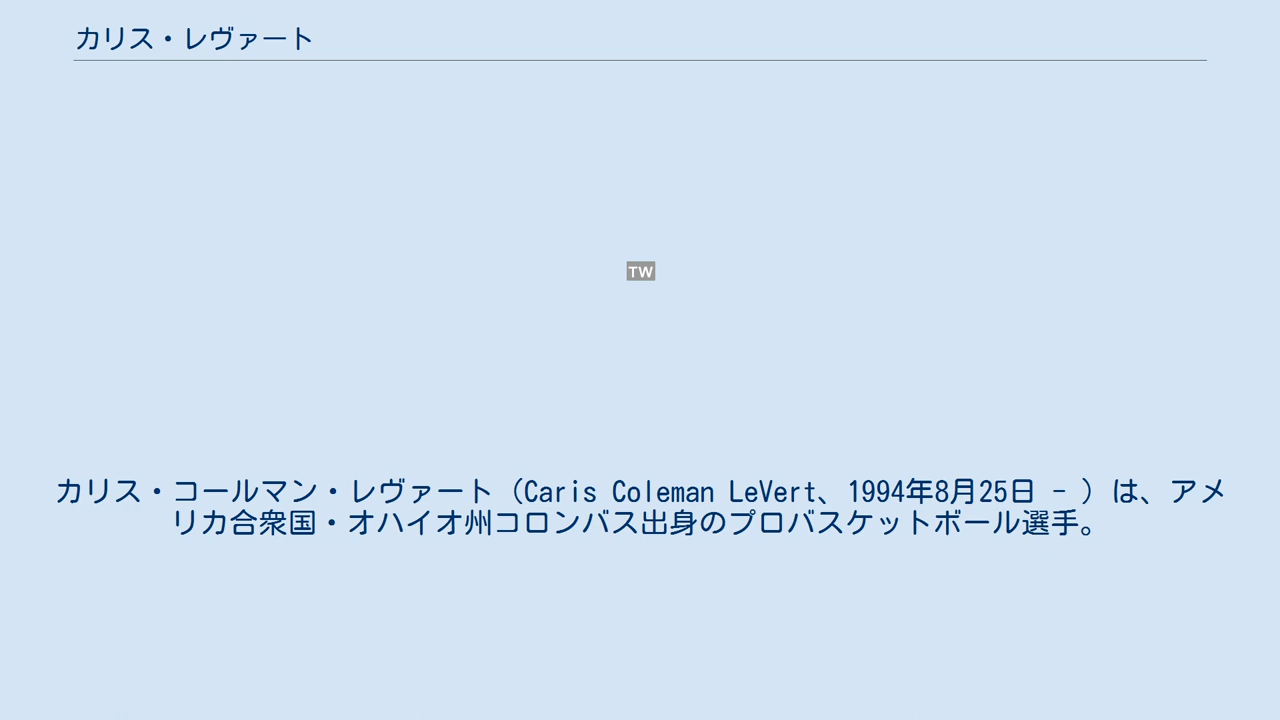 カリス・レヴァート
TW
カリス・コールマン・レヴァート（Caris Coleman LeVert、1994年8月25日 - ）は、アメ
リカ合衆国・オハイオ州コロンバス出身のプロバスケットボール選手。